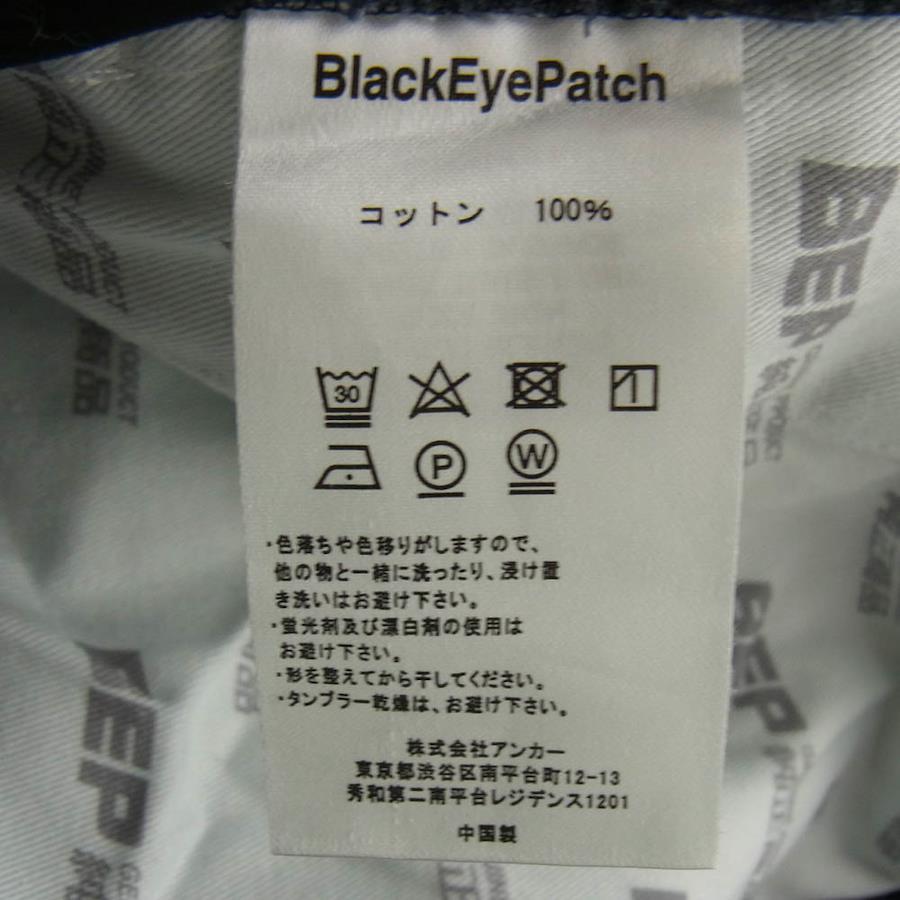 BlackEyePatch
コットン 100%
30
P W
・色落ちや色移りがしますので、
他の物と一緒に洗ったり、浸け置
き洗いはお避け下さい。
・蛍光剤及び漂白剤の使用は
お避け下さい。
・形を整えてから干してください。
・タンブラー乾燥は、お避け下さい。
株式会社アンカー
東京都渋谷区南平台町12-13
秀和第二南平台レジデンス1201
中国製
BEP